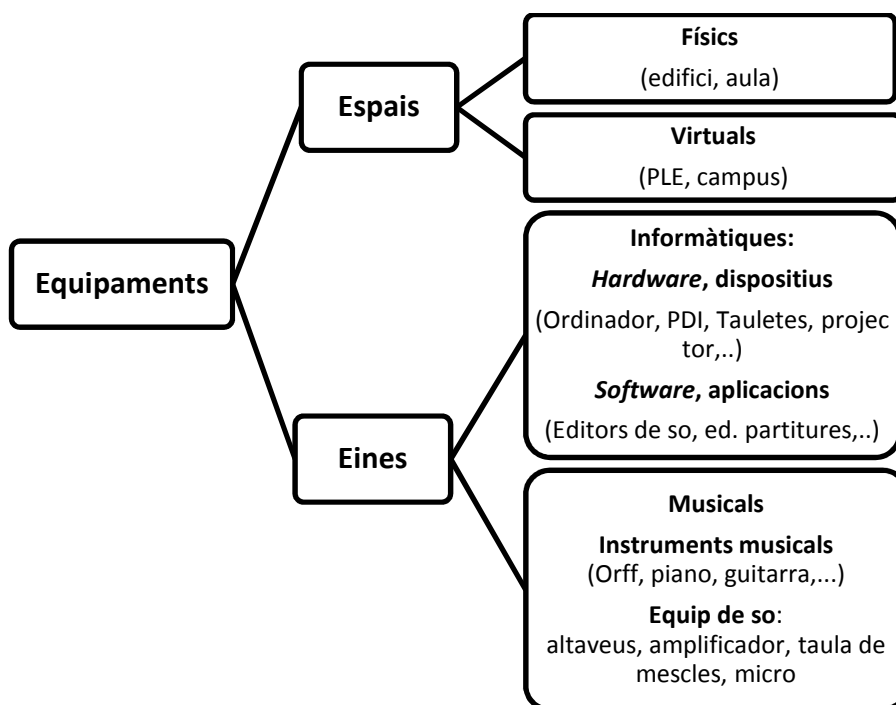 Equipaments
Espais
Físics
(edifici, aula)
Virtuals
(PLE, campus)
Eines
Informàtiques:
Hardware, dispositius
(Ordinador, PDI, Tauletes, projec
tor,..)
Software, aplicacions
(Editors de so, ed. partitures,..)
Musicals
Instruments musicals
(Orff, piano, guitarra,...)
Equip de so:
altaveus, amplificador, taula de
mescles, micro